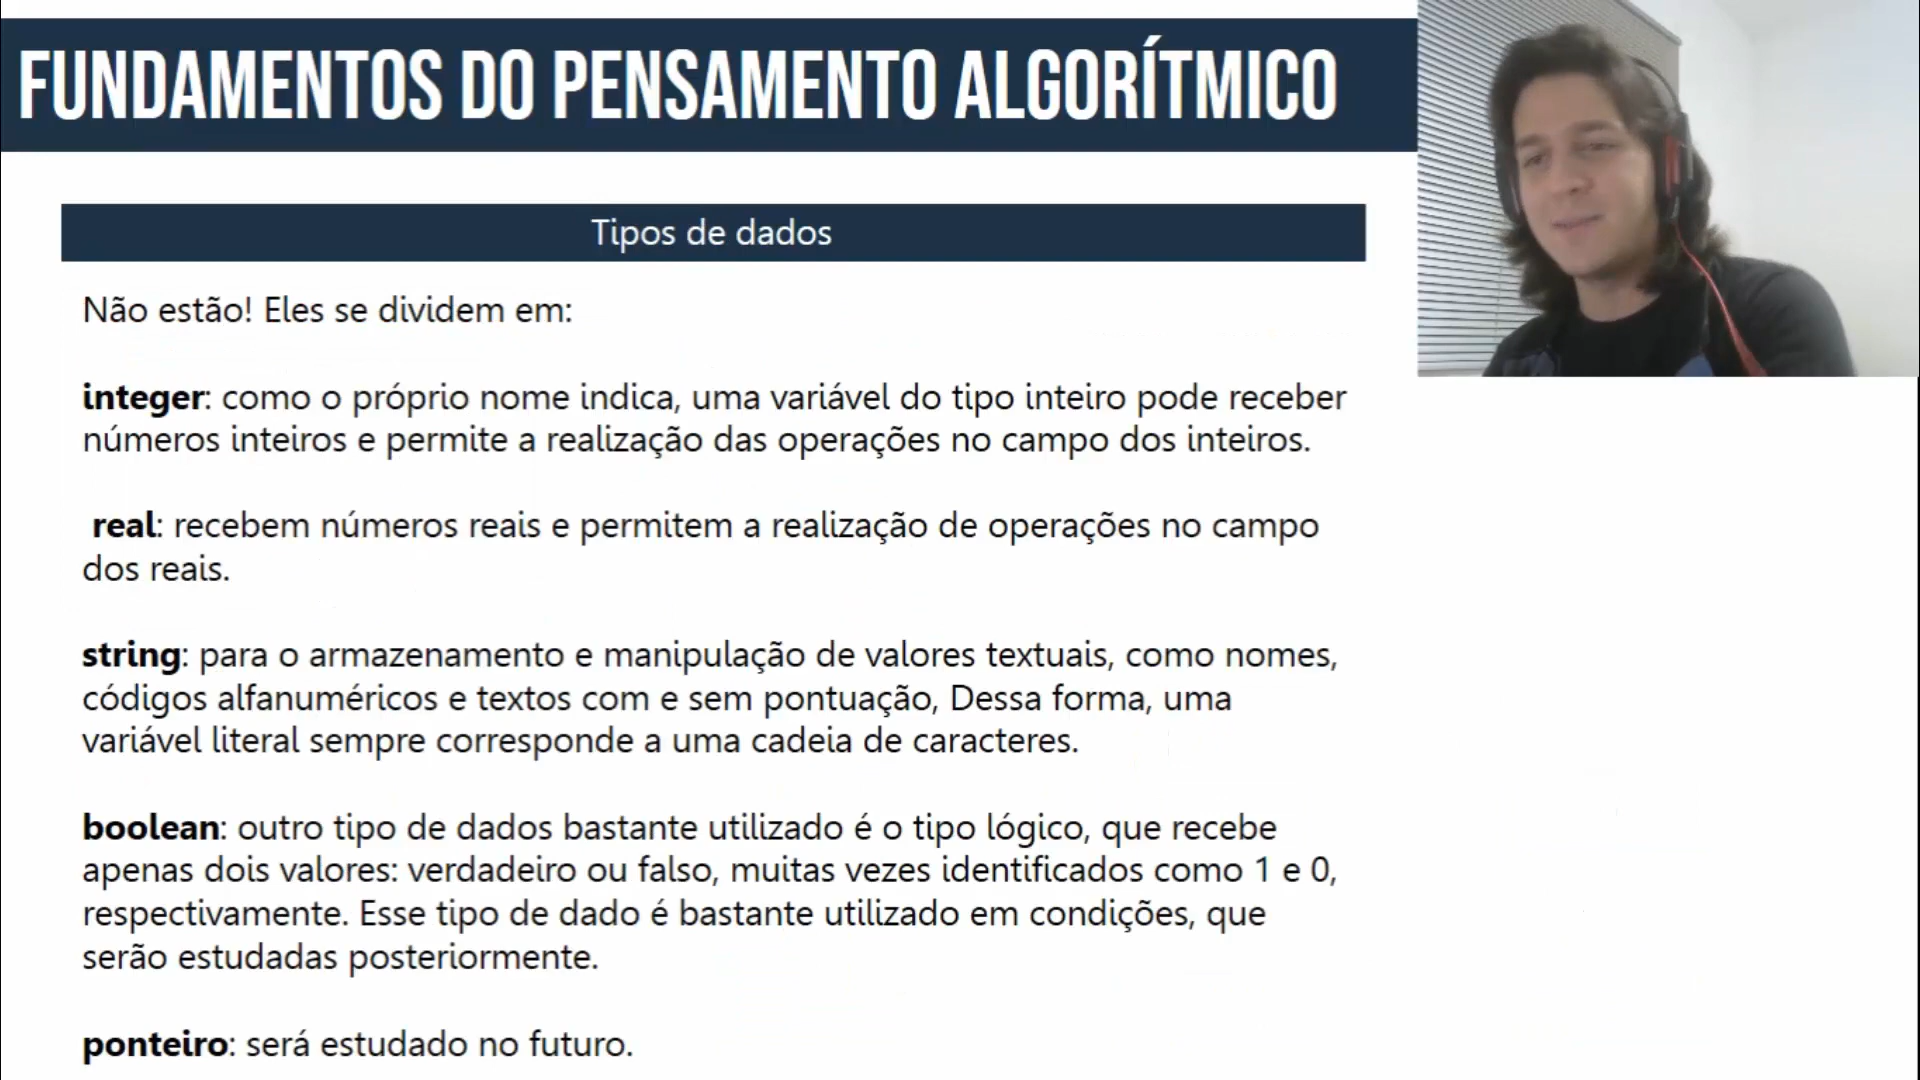 FUNDAMENTOS DO PENSAMENTO ALGORÍTMICO
Tipos de dados
Não estão! Eles se dividem em:
integer: como o próprio nome indica, uma variável do tipo inteiro pode receber
números inteiros e permite a realização das operações no campo dos inteiros.
real: recebem números reais e permitem a realização de operações no campo
dos reais.
string: para o armazenamento e manipulação de valores textuais, como nomes,
códigos alfanuméricos e textos com e sem pontuação, Dessa forma, uma
variável literal sempre corresponde a uma cadeia de caracteres.
boolean: outro tipo de dados bastante utilizado é o tipo lógico, que recebe
apenas dois valores: verdadeiro ou falso, muitas vezes identificados como 1 e 0,
respectivamente. Esse tipo de dado é bastante utilizado em condições, que
serão estudadas posteriormente.
ponteiro: será estudado no futuro.